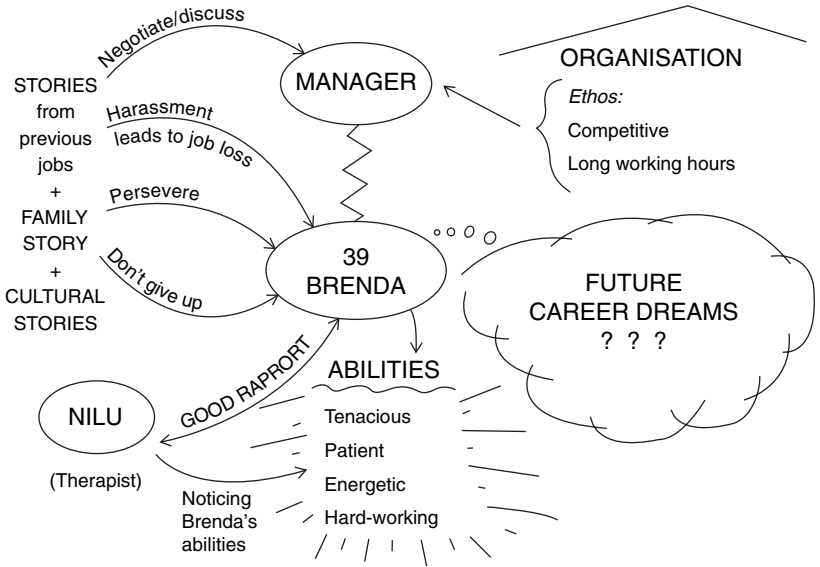 Negotiate/discuss
MANAGER
ORGANISATION
Ethos:
Competitive
Long working hours
STORIES
from
previous
jobs
+
FAMILY
STORY
+
CULTURAL
STORIES
Harassment
leads to job loss
Persevere
Don't give up
39
BRENDA
FUTURE
CAREER DREAMS
? ? ?
GOOD RAPRORT
ABILITIES
Tenacious
Patient
Energetic
Hard-working
NILU
(Therapist)
Noticing
Brenda's
abilities